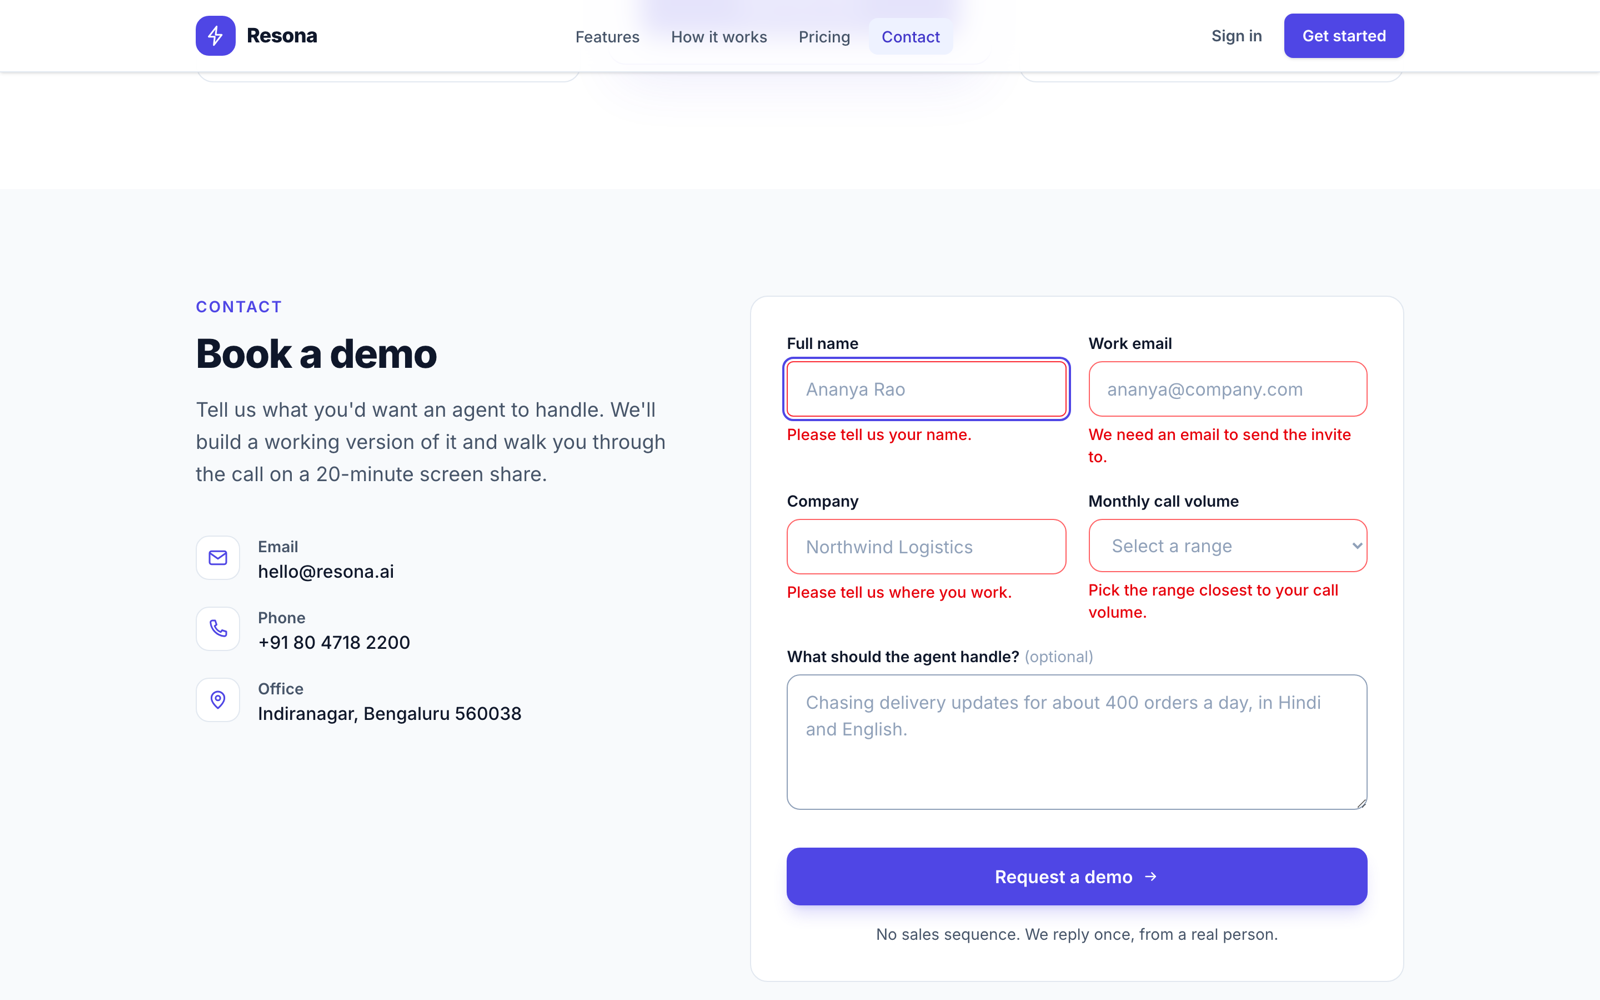 Resona
Features
How it works
Pricing
Contact
Sign in
Get started
CONTACT
Book a demo
Tell us what you'd want an agent to handle. We'll
build a working version of it and walk you through
the call on a 20-minute screen share.
Email
hello@resona.ai
Phone
+91 80 4718 2200
Office
Indiranagar, Bengaluru 560038
Full name
Ananya Rao
Please tell us your name.
Work email
ananya@company.com
We need an email to send the invite
to.
Company
Northwind Logistics
Please tell us where you work.
Monthly call volume
Select a range
Pick the range closest to your call
volume.
What should the agent handle? (optional)
Chasing delivery updates for about 400 orders a day, in Hindi
and English.
Request a demo →
No sales sequence. We reply once, from a real person.